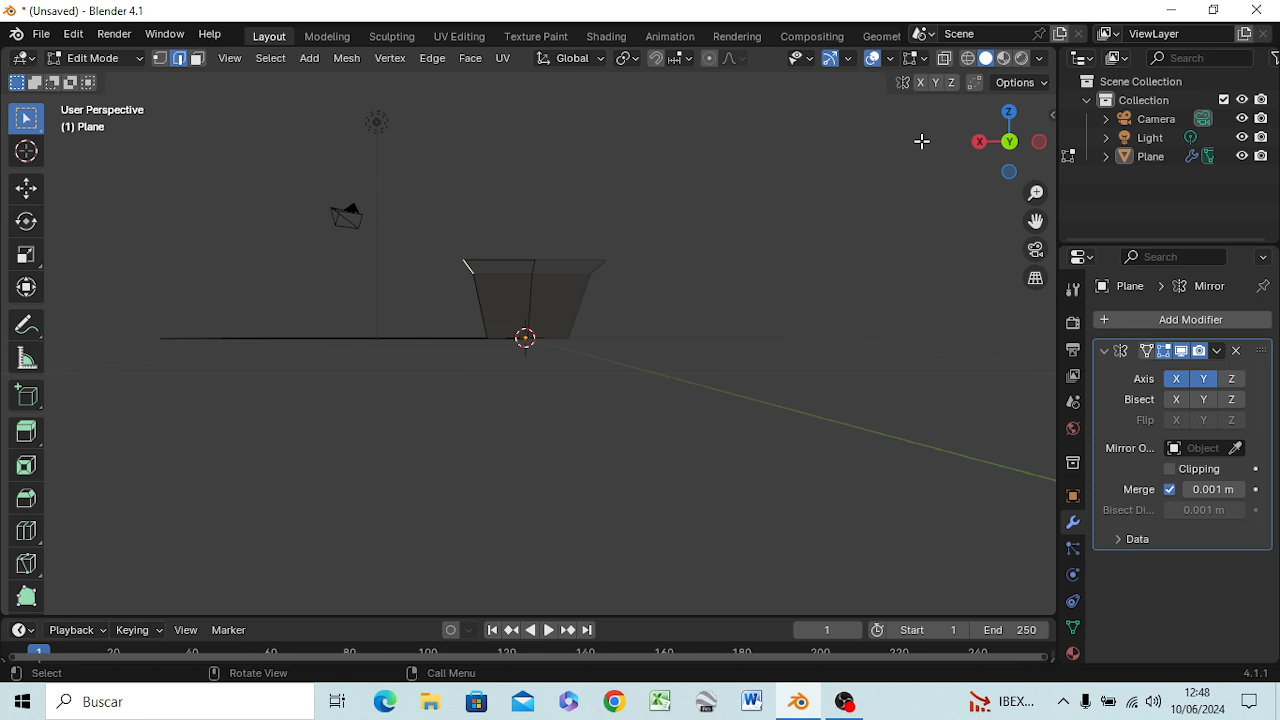 * (Unsaved) - Blender 4.1
File Edit Render Window Help Layout Modeling Sculpting UV Editing Texture Paint Shading Animation Rendering Compositing Geomet Scene ViewLayer
Edit Mode View Select Add Mesh Vertex Edge Face UV Global Search
X Y Z Options Scene Collection
User Perspective Collection
(1) Plane Camera
Light
Plane
Z
X Y
Search
Plane > Mirror
Add Modifier
Axis X Y Z
Bisect X Y Z
Flip X Y Z
Mirror O... Object
Clipping
Merge 0.001 m
Bisect Di... 0.001 m
Data
Playback Keying View Marker 1 Start 1 End 250
1 20 40 60 80 100 120 140 160 180 200 220 240
Select Rotate View Call Menu 4.1.1
Buscar IBEX... 12:48
10/06/2024